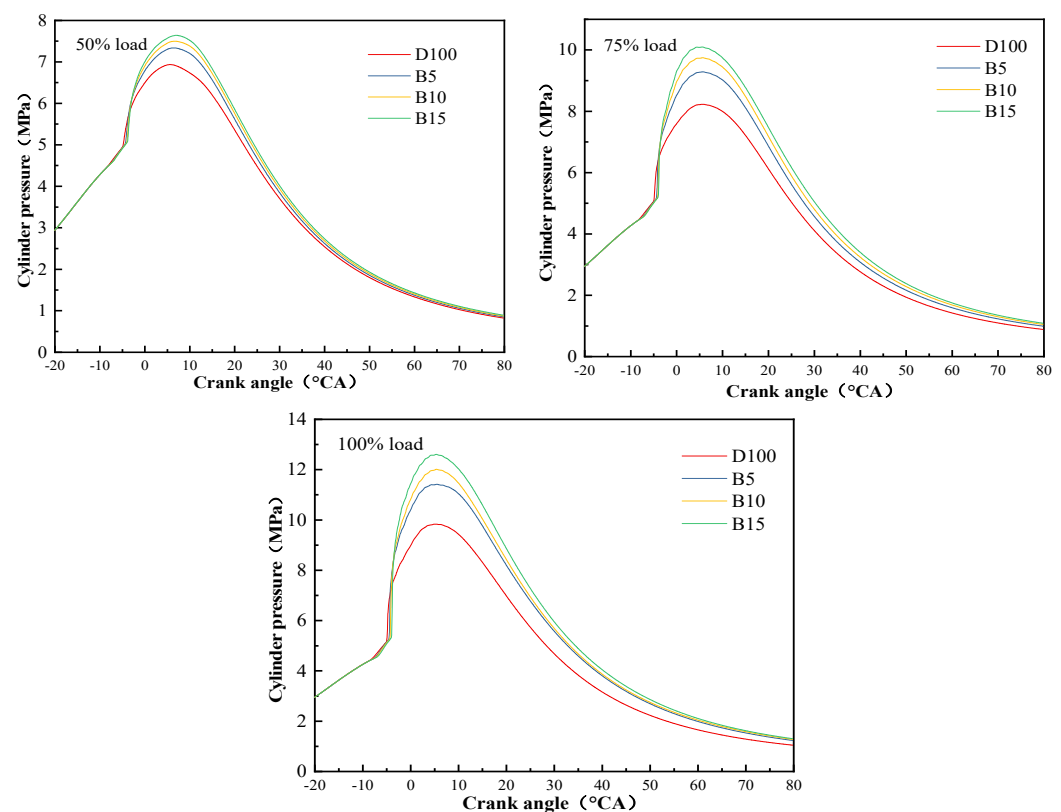 50% load
D100
B5
B10
B15
Cylinder pressure（MPa）
8
7
6
5
4
3
2
1
0
-20 -10 0 10 20 30 40 50 60 70 80
Crank angle（°CA）
75% load
D100
B5
B10
B15
Cylinder pressure（MPa）
10
8
6
4
2
0
-20 -10 0 10 20 30 40 50 60 70 80
Crank angle（°CA）
100% load
D100
B5
B10
B15
Cylinder pressure（MPa）
14
12
10
8
6
4
2
0
-20 -10 0 10 20 30 40 50 60 70 80
Crank angle（°CA）